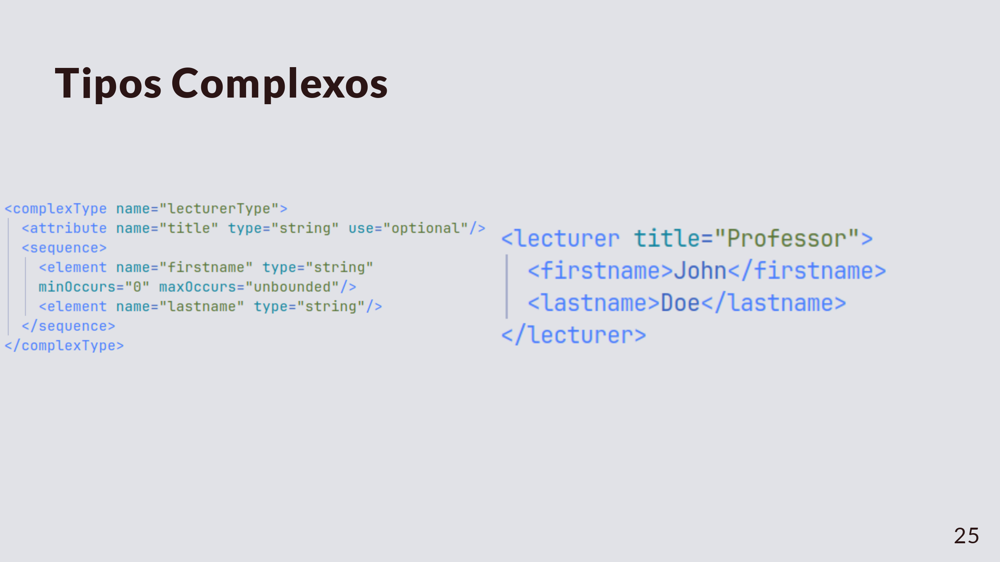 Tipos Complexos
<complexType name="lecturerType">
<attribute name="title" type="string" use="optional"/>
<sequence>
<element name="firstname" type="string"
minOccurs="0" maxOccurs="unbounded"/>
<element name="lastname" type="string"/>
</sequence>
</complexType>
<lecturer title="Professor">
<firstname>John</firstname>
<lastname>Doe</lastname>
</lecturer>
25